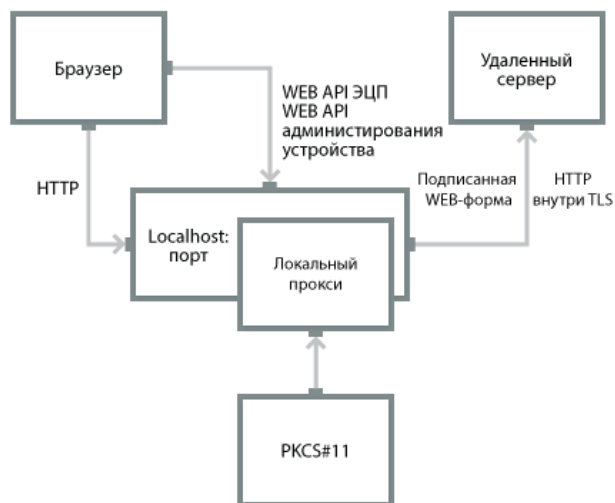 Браузер
Удаленный
сервер
WEB API ЭЦП
WEB API
администирования
устройства
HTTP
Подписанная
WEB-форма
HTTP
внутри TLS
Localhost:
порт
Локальный
прокси
PKCS#11